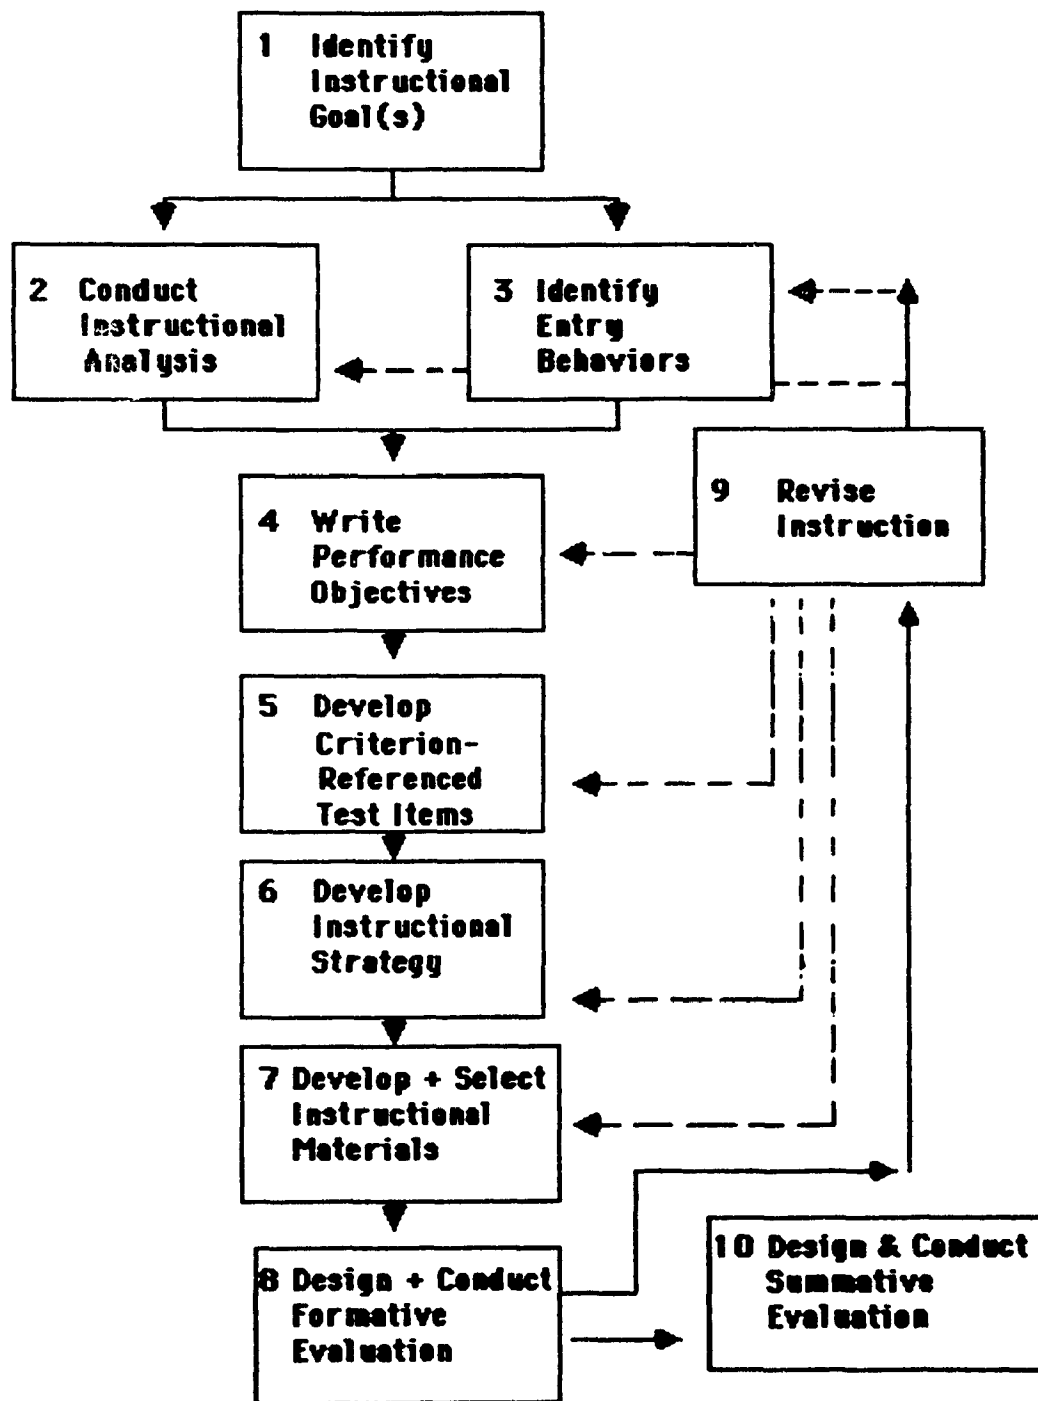 1 Identify
Instructional
Goal(s)
2 Conduct
Instructional
Analysis
3 Identify
Entry
Behaviors
4 Write
Performance
Objectives
9 Revise
Instruction
5 Develop
Criterion-
Referenced
Test Items
6 Develop
Instructional
Strategy
7 Develop + Select
Instructional
Materials
8 Design + Conduct
Formative
Evaluation
10 Design & Conduct
Summative
Evaluation